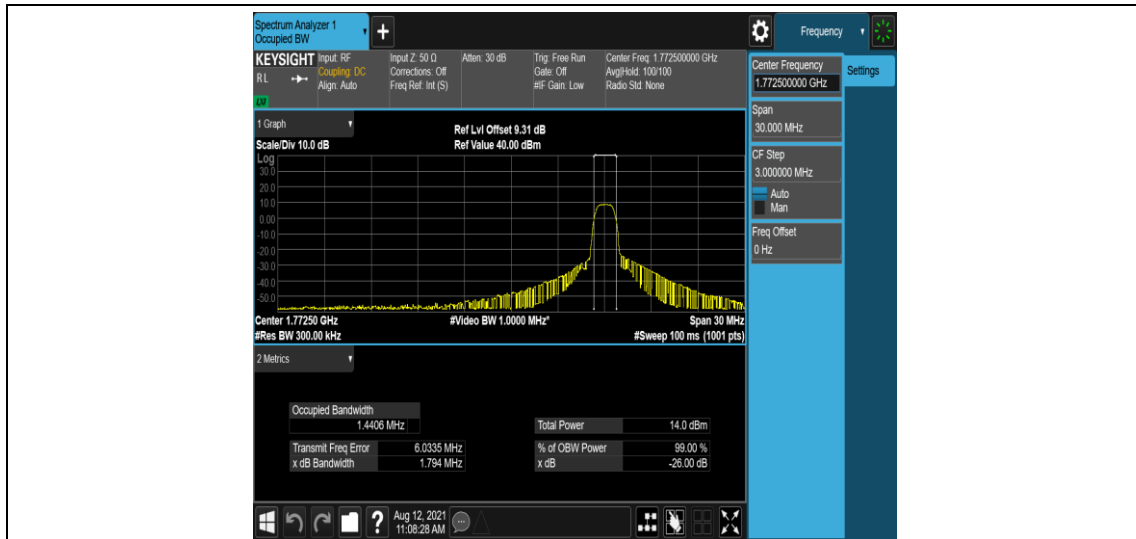 Spectrum Analyzer 1
Occupied BW
Frequency
KEYSIGHT
RL
LXI
Input: RF
Coupling: DC
Align: Auto
Input Z: 50 Ω
Corrections: Off
Freq Ref: Int (S)
Atten: 30 dB
Trig: Free Run
Gate: Off
#IF Gain: Low
Center Freq: 1.772500000 GHz
Avg|Hold: 100/100
Radio Std: None
Center Frequency
1.772500000 GHz
Settings
Span
30.000 MHz
CF Step
3.000000 MHz
Auto
Man
Freq Offset
0 Hz
1 Graph
Scale/Div 10.0 dB
Ref Lvl Offset 9.31 dB
Ref Value 40.00 dBm
Log
30.0
20.0
10.0
0.00
-10.0
-20.0
-30.0
-40.0
-50.0
Center 1.77250 GHz
#Video BW 1.0000 MHz*
Span 30 MHz
#Res BW 300.00 kHz
#Sweep 100 ms (1001 pts)
2 Metrics
Occupied Bandwidth
1.4406 MHz
Total Power 14.0 dBm
Transmit Freq Error 6.0335 MHz
% of OBW Power 99.00 %
x dB Bandwidth 1.794 MHz
x dB -26.00 dB
?
Aug 12, 2021
11:08:28 AM